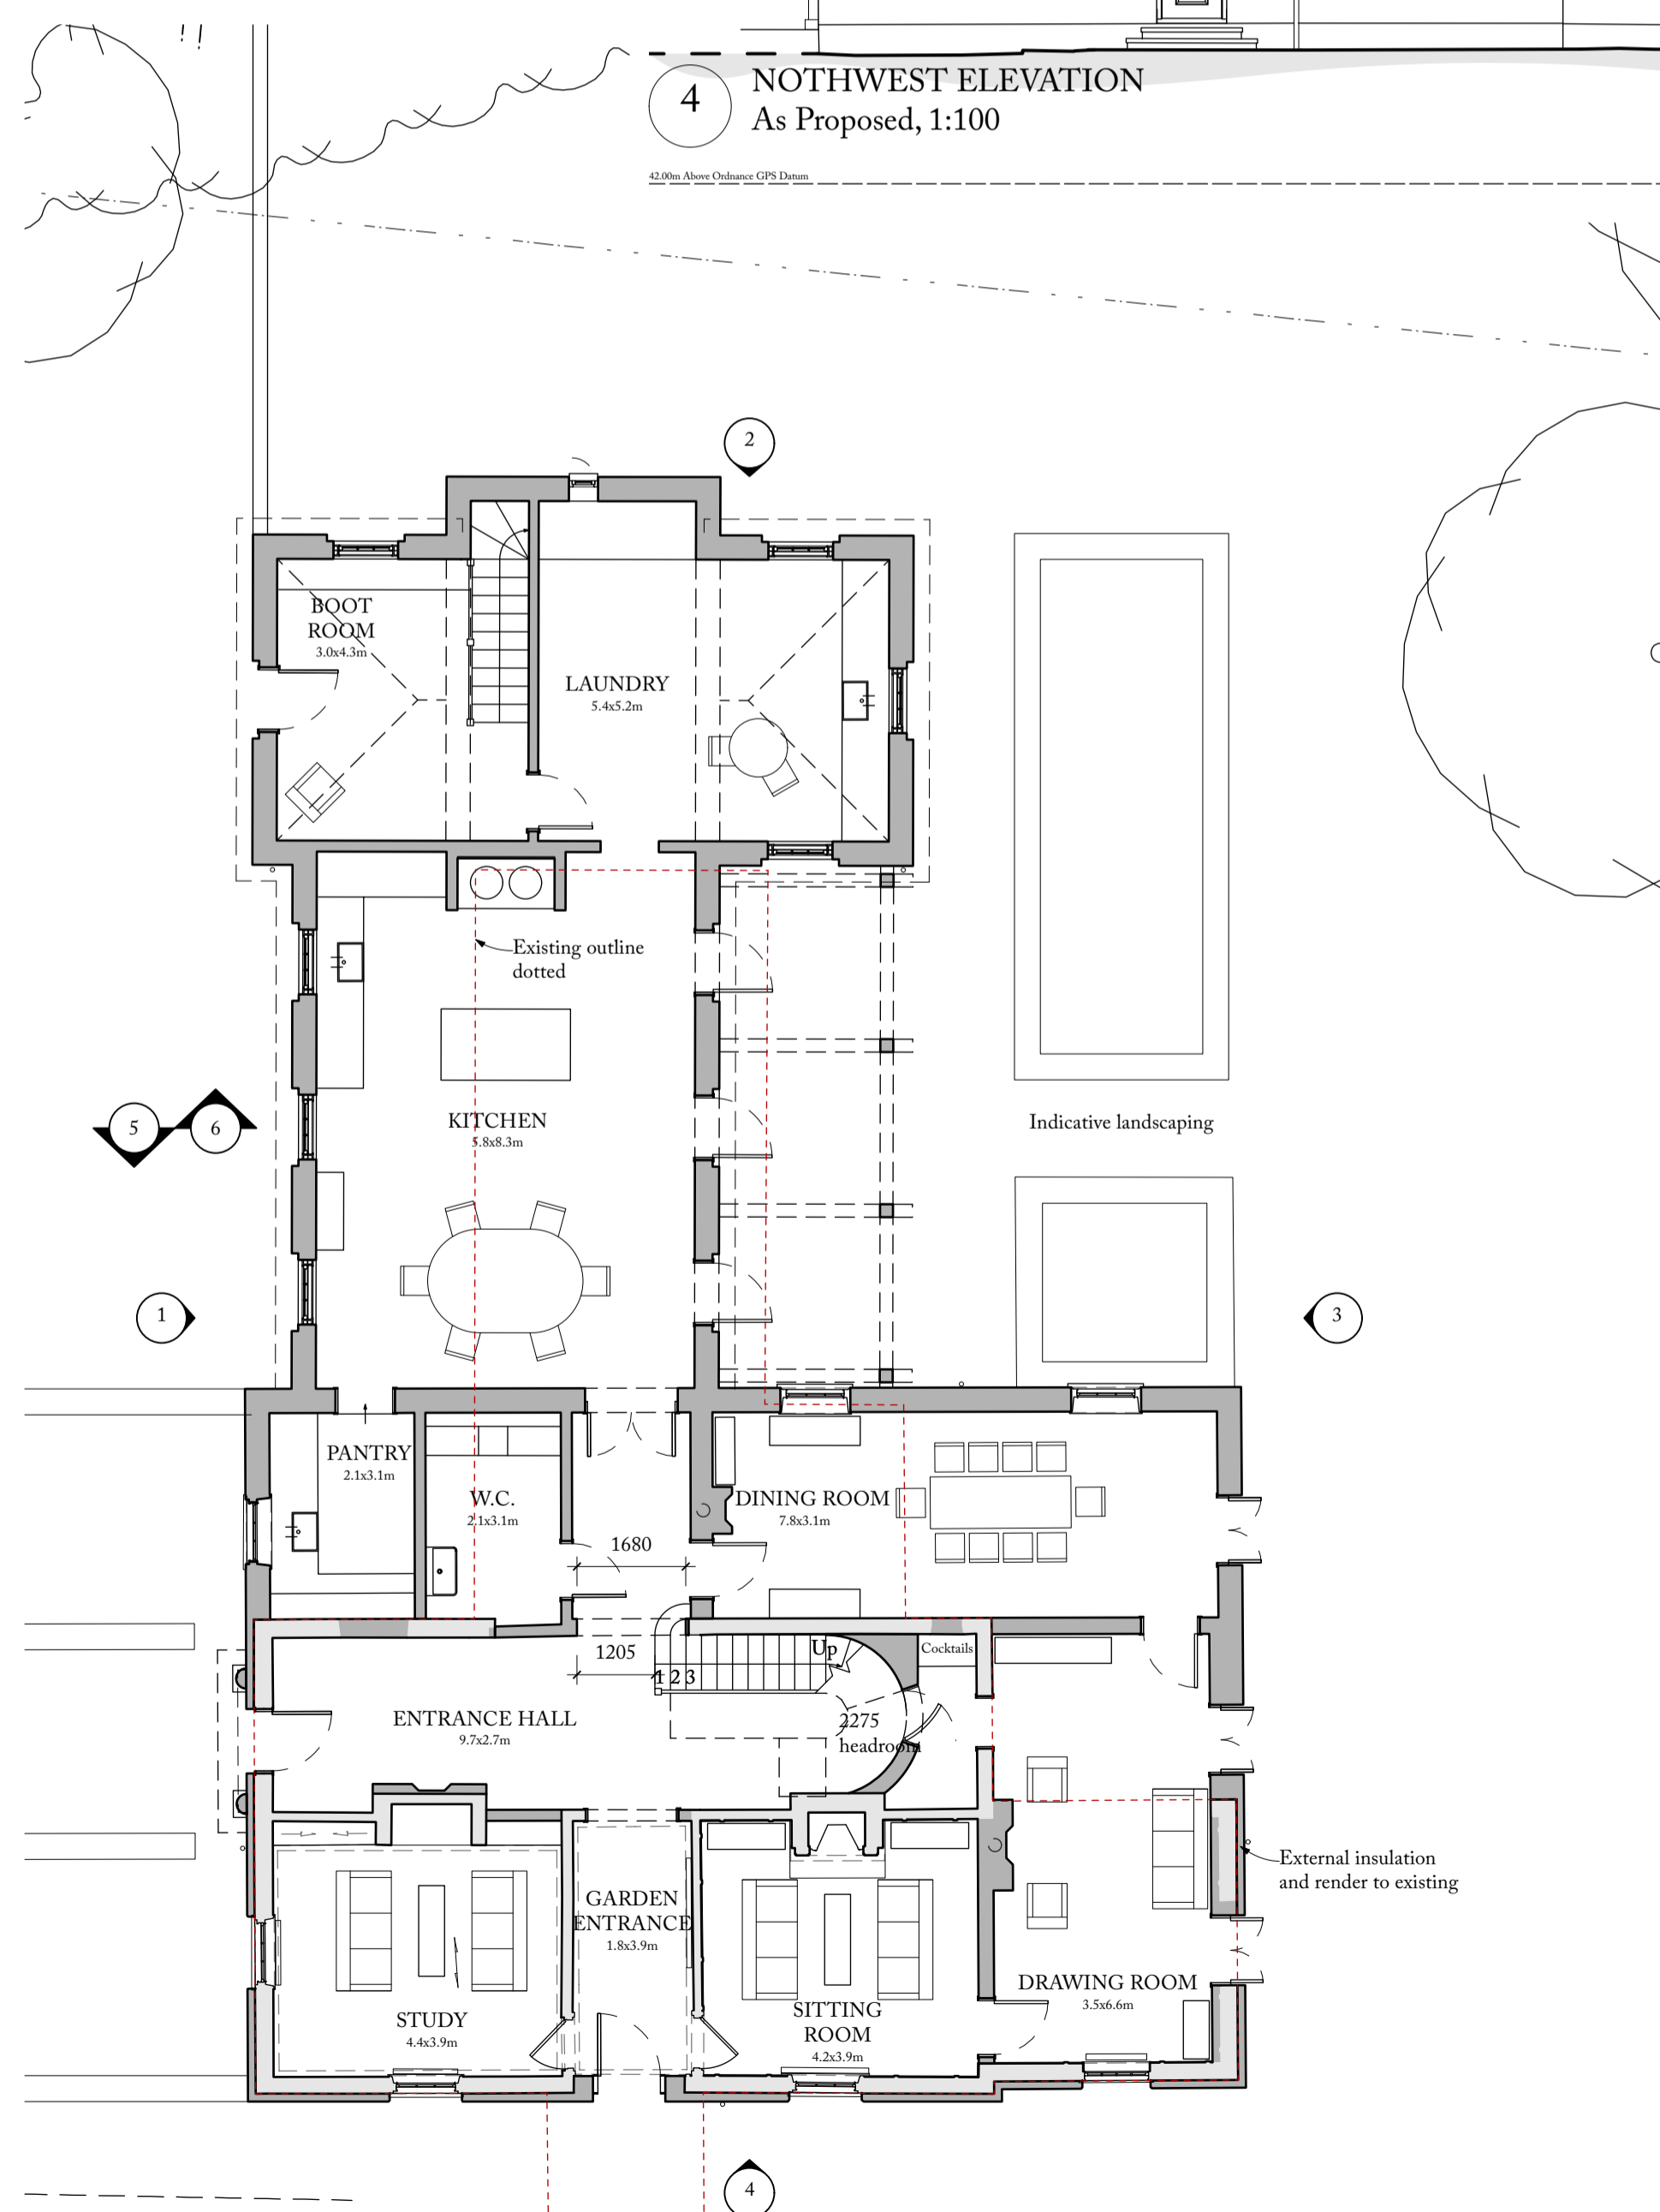 4
NOTHWEST ELEVATION
As Proposed, 1:100
42.00m Above Ordnance GPS Datum
2
BOOT
ROOM
3.0x4.3m
LAUNDRY
5.4x5.2m
Existing outline
dotted
5
6
KITCHEN
5.8x8.3m
Indicative landscaping
1
3
PANTRY
2.1x3.1m
W.C.
2.1x3.1m
DINING ROOM
7.8x3.1m
1680
1205
Up
Cocktails
1 2 3
ENTRANCE HALL
9.7x2.7m
2275
headroom
External insulation
and render to existing
GARDEN
ENTRANCE
1.8x3.9m
DRAWING ROOM
3.5x6.6m
STUDY
4.4x3.9m
SITTING
ROOM
4.2x3.9m
4